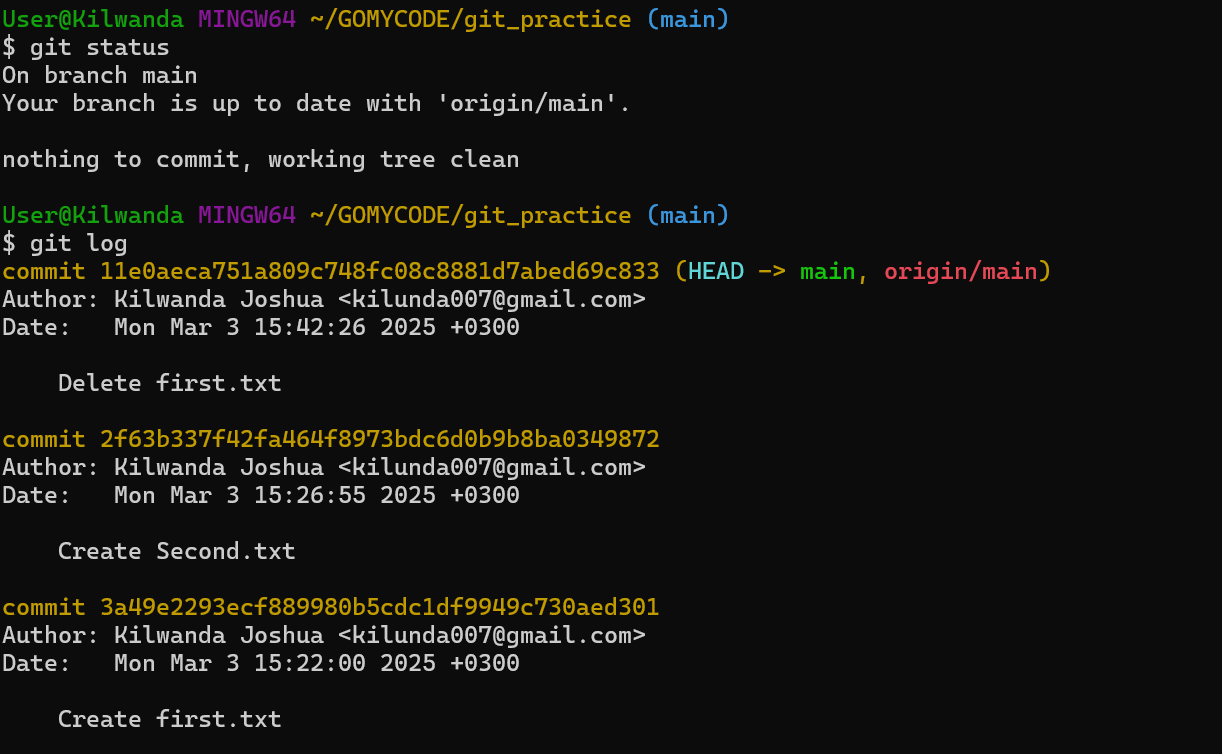 User@Kilwanda MINGW64 ~/GOMYCODE/git_practice (main)
$ git status
On branch main
Your branch is up to date with 'origin/main'.
nothing to commit, working tree clean
User@Kilwanda MINGW64 ~/GOMYCODE/git_practice (main)
$ git log
commit 11e0aeca751a809c748fc08c8881d7abed69c833 (HEAD -> main, origin/main)
Author: Kilwanda Joshua <kilunda007@gmail.com>
Date:   Mon Mar 3 15:42:26 2025 +0300
    Delete first.txt
commit 2f63b337f42fa464f8973bdc6d0b9b8ba0349872
Author: Kilwanda Joshua <kilunda007@gmail.com>
Date:   Mon Mar 3 15:26:55 2025 +0300
    Create Second.txt
commit 3a49e2293ecf889980b5cdc1df9949c730aed301
Author: Kilwanda Joshua <kilunda007@gmail.com>
Date:   Mon Mar 3 15:22:00 2025 +0300
    Create first.txt